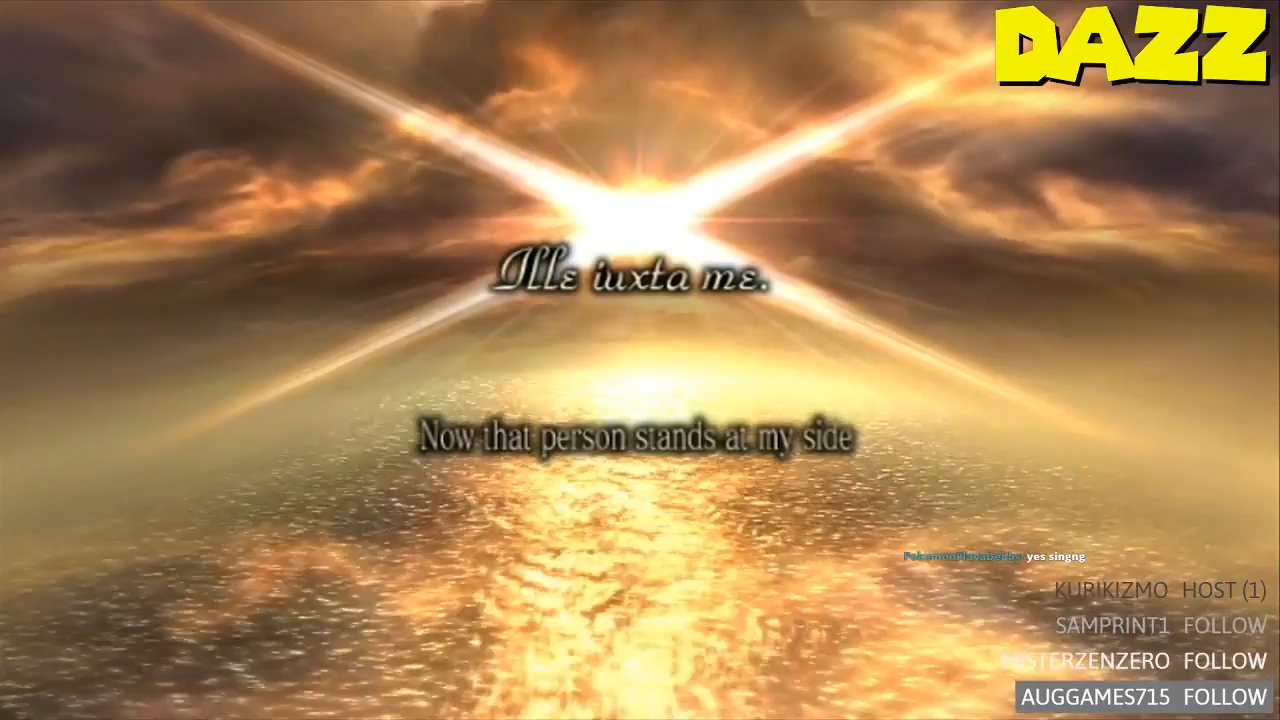 DAZZ
Ille iuxta me.
Now that person stands at my side
yes singng
KURIKIZMO HOST (1)
SAMPRINT1 FOLLOW
MISTERZENZERO FOLLOW
AUGGAMES715 FOLLOW